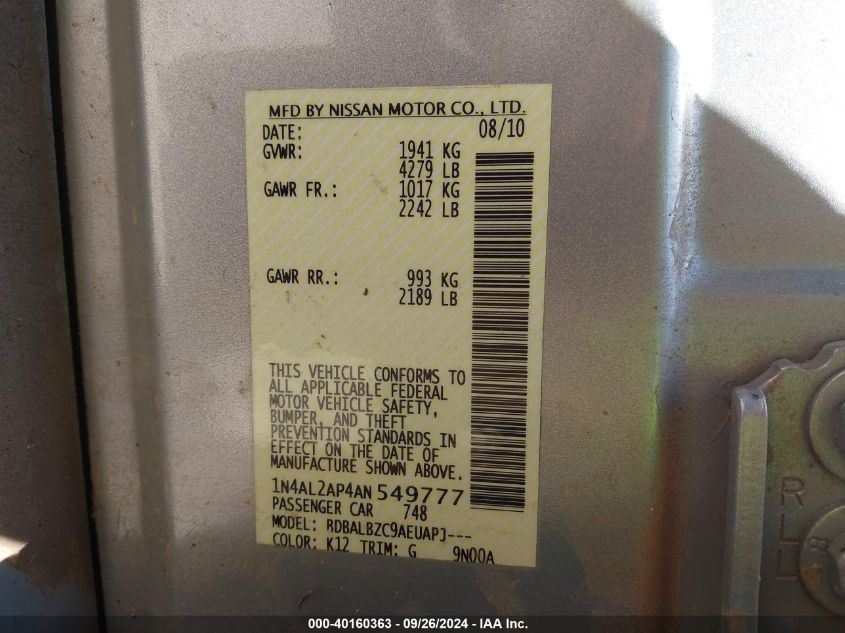 MFD BY NISSAN MOTOR CO., LTD.
DATE: 08/10
GVWR: 1941 KG
4279 LB
GAWR FR.: 1017 KG
2242 LB
GAWR RR.: 993 KG
2189 LB
THIS VEHICLE CONFORMS TO
ALL APPLICABLE FEDERAL
MOTOR VEHICLE SAFETY,
BUMPER, AND THEFT
PREVENTION STANDARDS IN
EFFECT ON THE DATE OF
MANUFACTURE SHOWN ABOVE.
1N4AL2AP4AN 549777
PASSENGER CAR 748
MODEL: RDBALBZC9AEUAPJ---
COLOR: K12 TRIM: G 9N00A
RLL
000-40160363 - 09/26/2024 - IAA Inc.